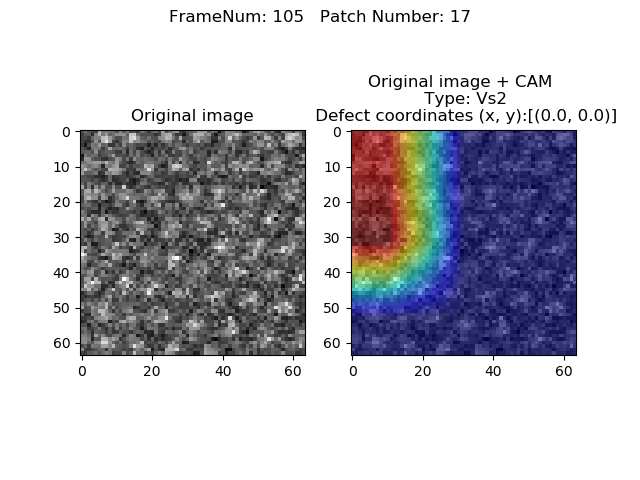 FrameNum: 105   Patch Number: 17
Original image
0
10
20
30
40
50
60
0 20 40 60
Original image + CAM
Type: Vs2
Defect coordinates (x, y):[(0.0, 0.0)]
0
10
20
30
40
50
60
0 20 40 60